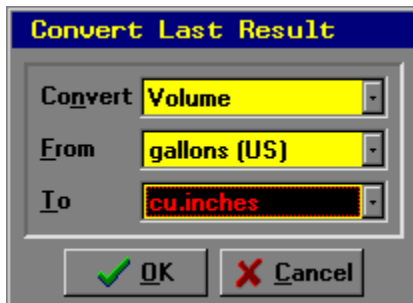 Convert Last Result
Convert Volume
From gallons (US)
To cu.inches
OK Cancel